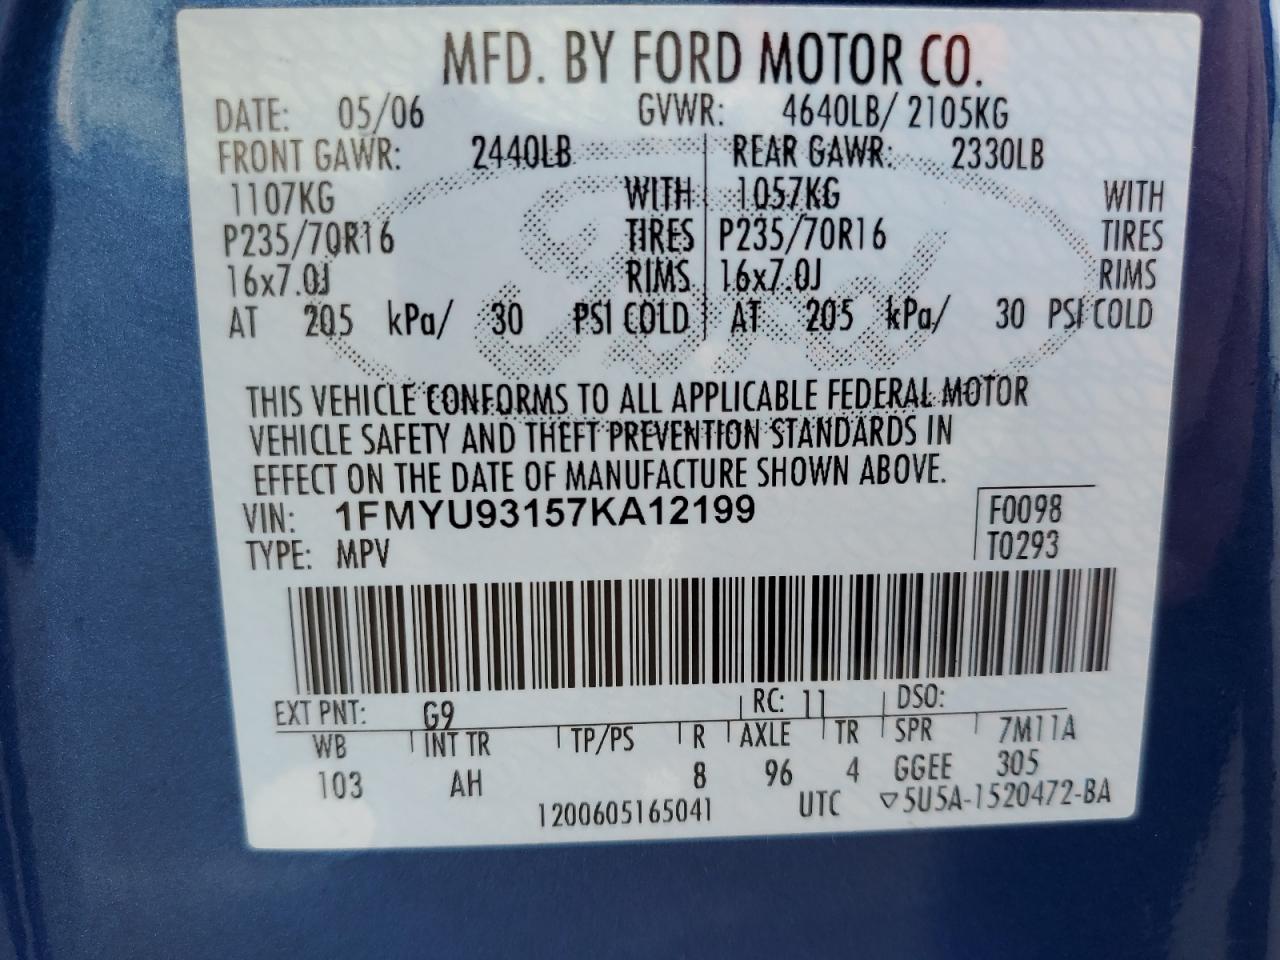 MFD. BY FORD MOTOR CO.
DATE: 05/06 GVWR: 4640LB/ 2105KG
FRONT GAWR: 2440LB REAR GAWR: 2330LB
1107KG WITH 1057KG WITH
P235/70R16 TIRES P235/70R16 TIRES
16x7.0J RIMS 16x7.0J RIMS
AT 205 kPa/ 30 PSI COLD AT 205 kPa/ 30 PSI COLD
Ford
THIS VEHICLE CONFORMS TO ALL APPLICABLE FEDERAL MOTOR
VEHICLE SAFETY AND THEFT PREVENTION STANDARDS IN
EFFECT ON THE DATE OF MANUFACTURE SHOWN ABOVE.
VIN: 1FMYU93157KA12199 F0098
TYPE: MPV T0293
EXT PNT: G9 RC: 11 DSO:
WB INT TR TP/PS R AXLE TR SPR 7M11A
103 AH 8 96 4 GGEE 305
1200605165041 UTC ▽5U5A-1520472-BA